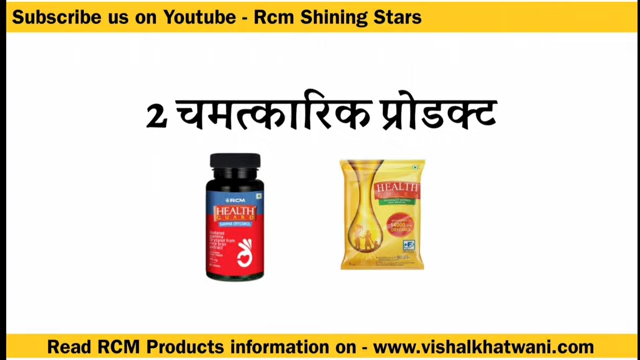 Subscribe us on Youtube - Rcm Shining Stars
2 चमत्कारिक प्रोडक्ट
RCM
HEALTH
GUARD
HEALTH
Read RCM Products information on - www.vishalkhatwani.com